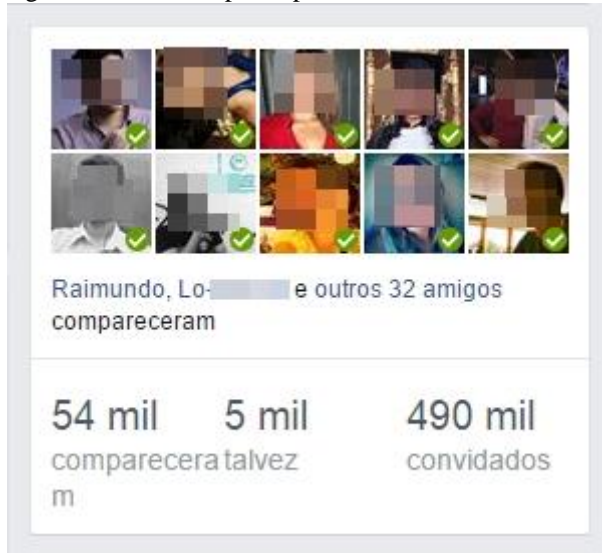 Raimundo, Lo- e outros 32 amigos
compareceram
54 mil 5 mil 490 mil
comparecera talvez convidados
m